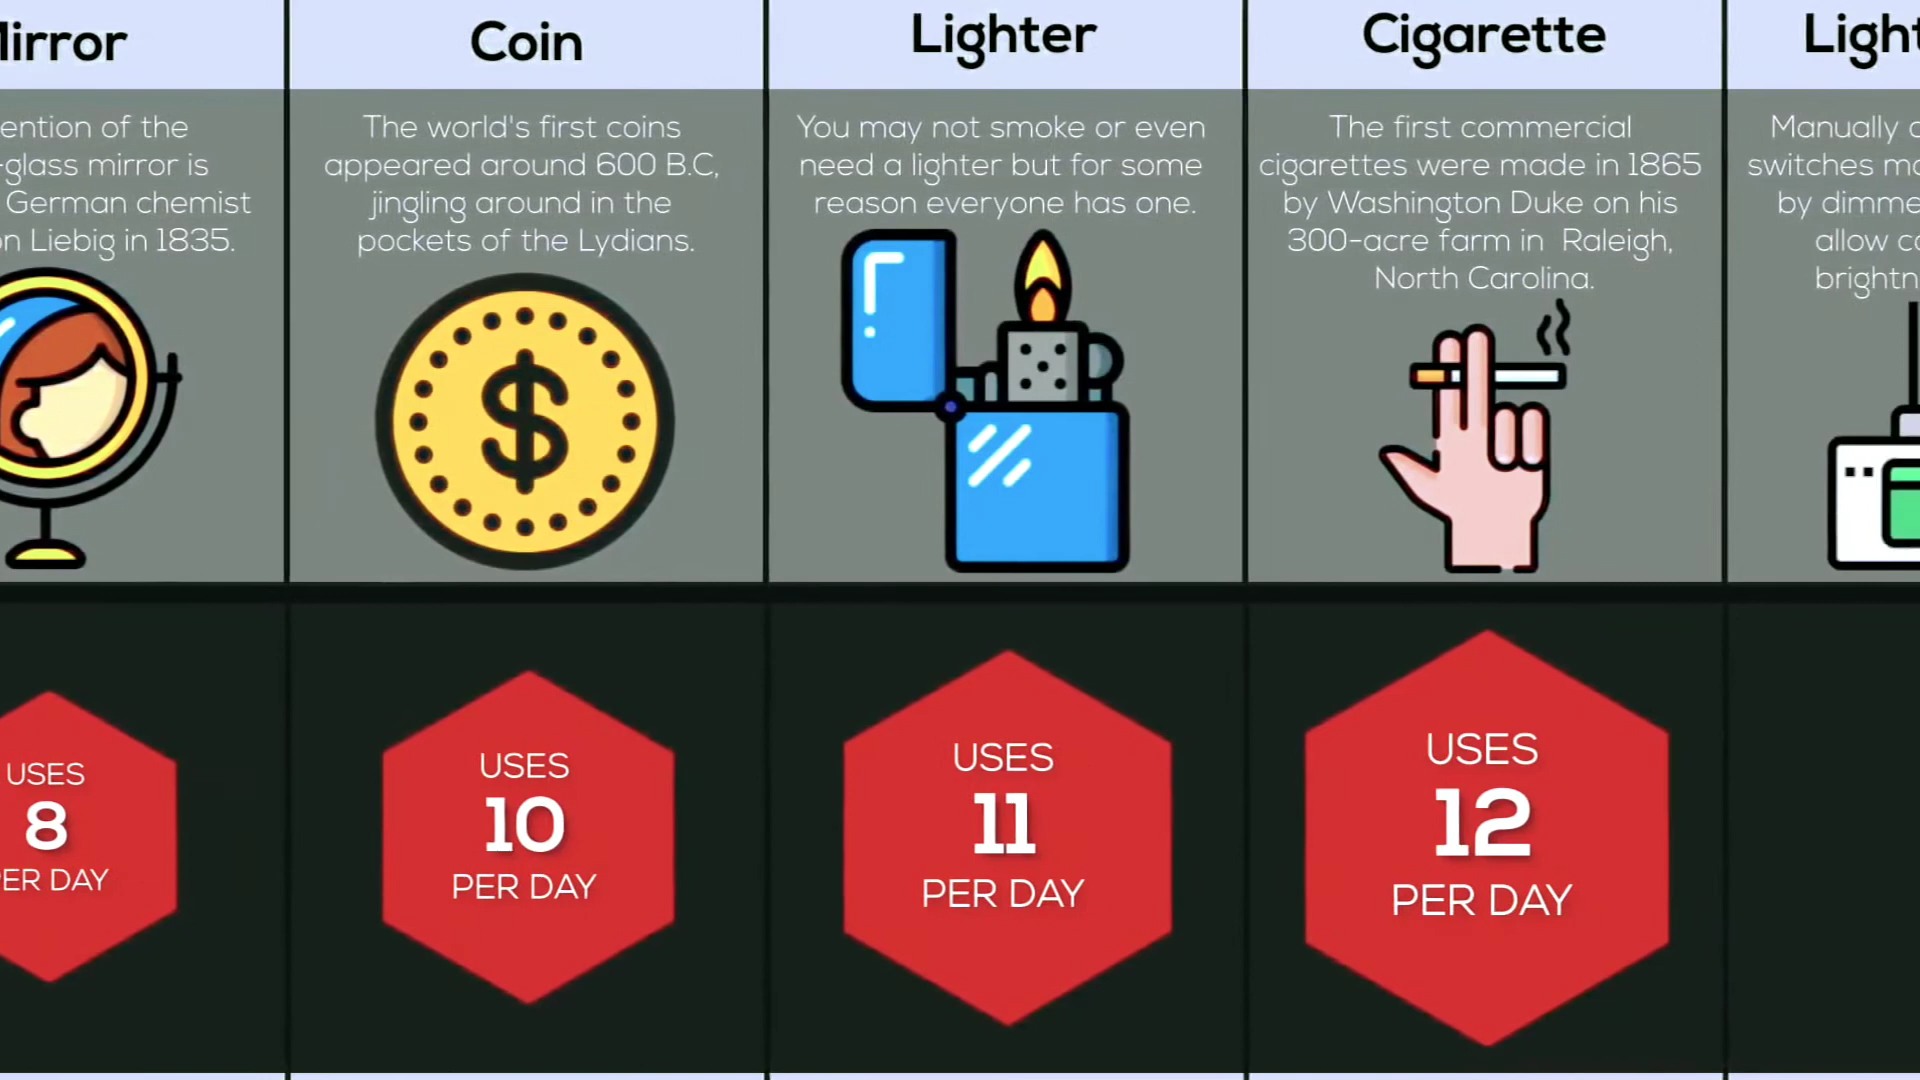 irror
ention of the
-glass mirror is
German chemist
n Liebig in 1835.
USES
8
ER DAY
Coin
The world's first coins
appeared around 600 B.C,
jingling around in the
pockets of the Lydians.
$
USES
10
PER DAY
Lighter
You may not smoke or even
need a lighter but for some
reason everyone has one.
USES
11
PER DAY
Cigarette
The first commercial
cigarettes were made in 1865
by Washington Duke on his
300-acre farm in Raleigh,
North Carolina.
USES
12
PER DAY
Light
Manually
switches
by dimme
allow
brightn